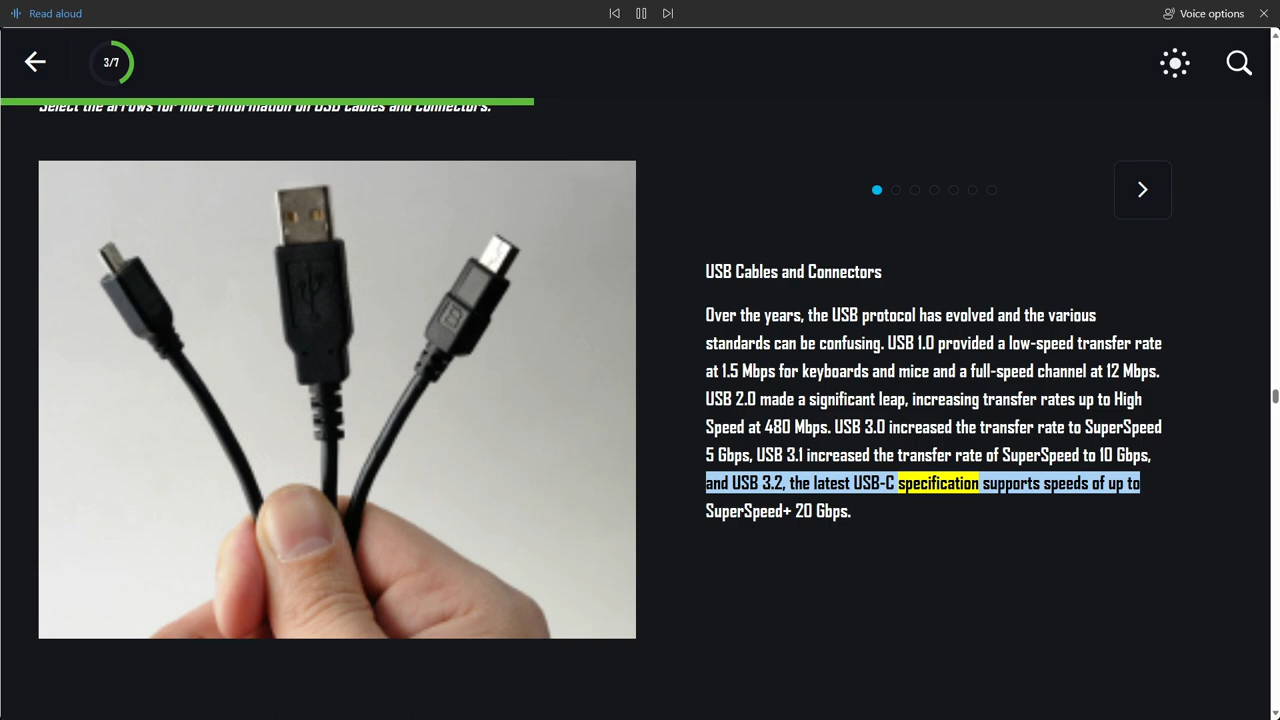 Read aloud
Voice options
3/7
Select the arrows for more information on USB cables and connectors.
USB Cables and Connectors
Over the years, the USB protocol has evolved and the various
standards can be confusing. USB 1.0 provided a low-speed transfer rate
at 1.5 Mbps for keyboards and mice and a full-speed channel at 12 Mbps.
USB 2.0 made a significant leap, increasing transfer rates up to High
Speed at 480 Mbps. USB 3.0 increased the transfer rate to SuperSpeed
5 Gbps, USB 3.1 increased the transfer rate of SuperSpeed to 10 Gbps,
and USB 3.2, the latest USB-C specification supports speeds of up to
SuperSpeed+ 20 Gbps.